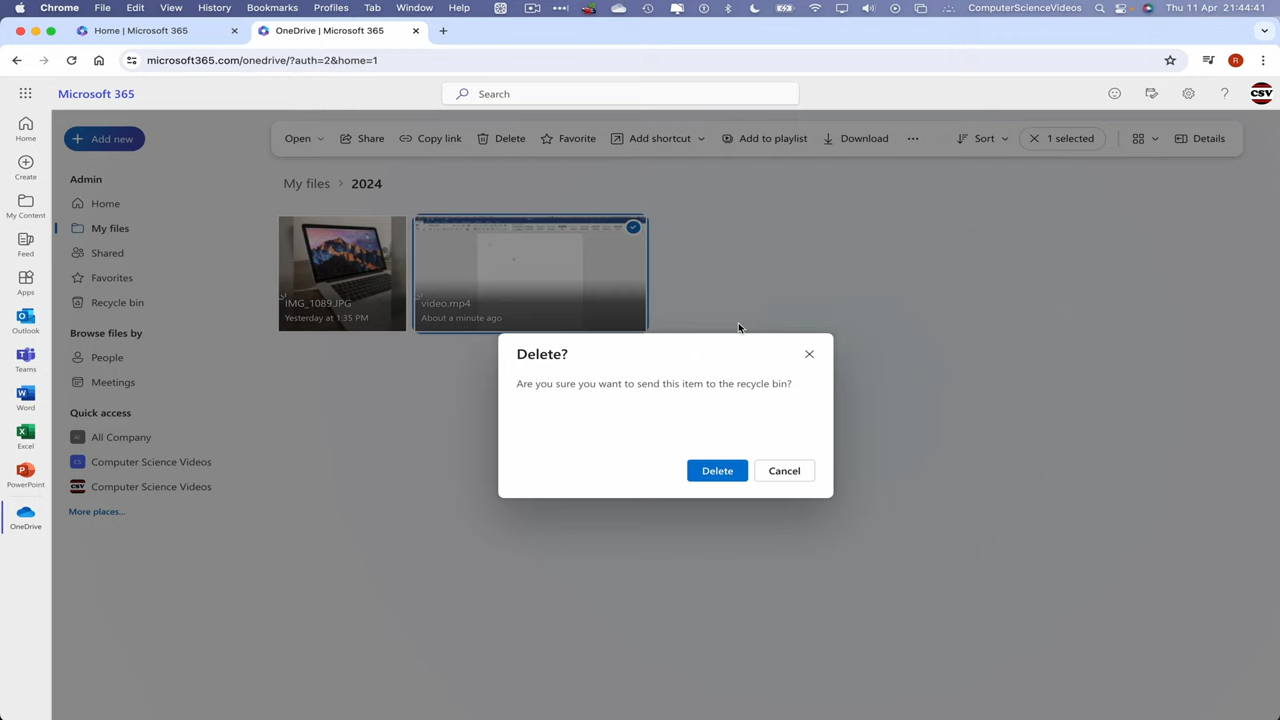 Chrome File Edit View History Bookmarks Profiles Tab Window Help ComputerScienceVideos Thu 11 Apr 21:44:41
Home | Microsoft 365 OneDrive | Microsoft 365
microsoft365.com/onedrive/?auth=2&home=1 R
Microsoft 365 Search CSV
Add new Open Share Copy link Delete Favorite Add shortcut Add to playlist Download Sort 1 selected Details
Home
Create
My Content
Feed
Apps
Outlook
Teams
Word
Excel
PowerPoint
OneDrive
Admin
Home
My files
Shared
Favorites
Recycle bin
Browse files by
People
Meetings
Quick access
AC All Company
CS Computer Science Videos
CSV Computer Science Videos
More places...
My files > 2024
IMG_1089.JPG
Yesterday at 1:35 PM
video.mp4
About a minute ago
Delete?
Are you sure you want to send this item to the recycle bin?
Delete Cancel